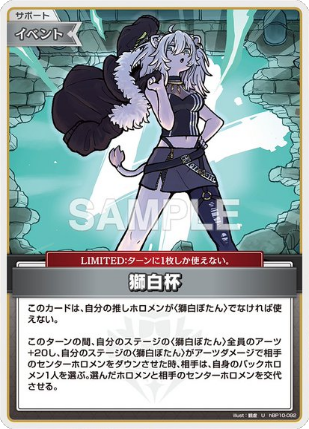 サポート
イベント
SAMPLE
LIMITED:ターンに1枚しか使えない。
獅白杯
このカードは、自分の推しホロメンが〈獅白ぼたん〉でなければ使
えない。
このターンの間、自分のステージの〈獅白ぼたん〉全員のアーツ
+20し、自分のステージの〈獅白ぼたん〉がアーツダメージで相手
のセンターホロメンをダウンさせた時、相手は、自身のバックホロ
メン1人を選ぶ。選んだホロメンと相手のセンターホロメンを交代
させる。
Illust: U hBP10-092